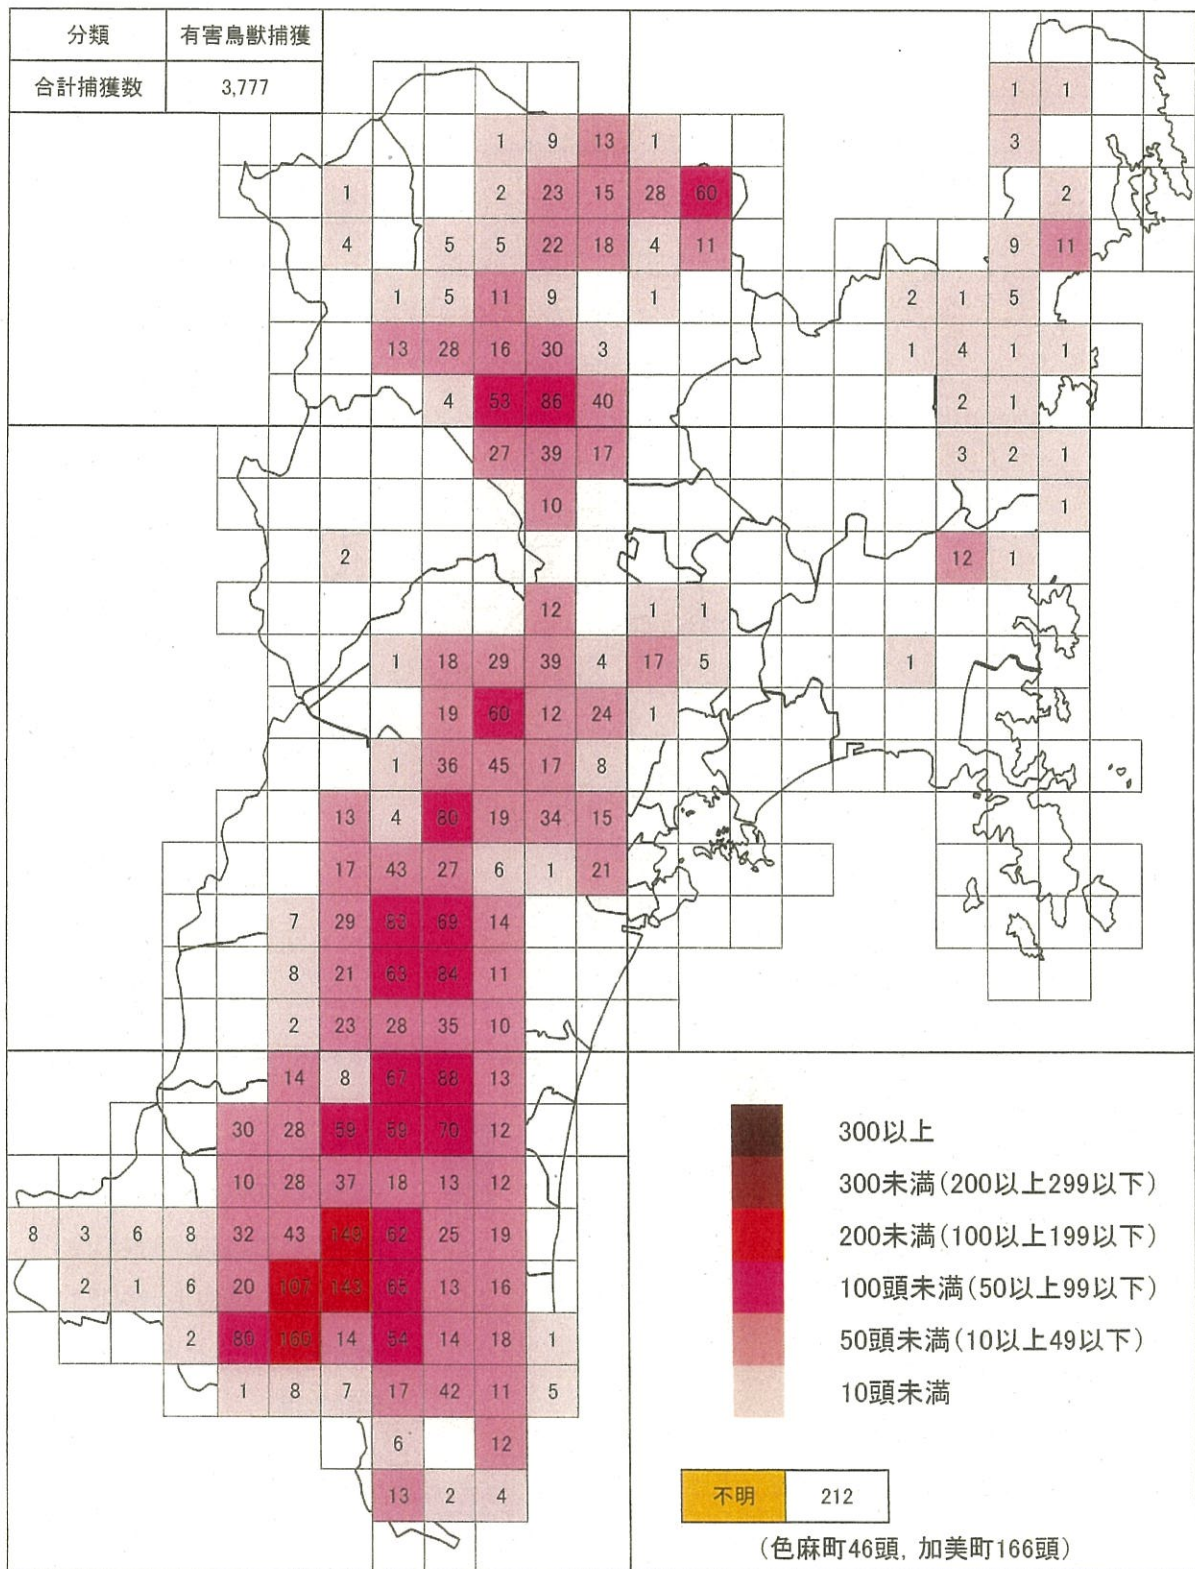 分類 有害鳥獣捕獲
合計捕獲数 3,777
1 1
1 9 13 1 3
1 2 23 15 28 60 2
4 5 5 22 18 4 11 9 11
1 5 11 9 1 2 1 5
13 28 16 30 3 1 4 1 1
4 53 86 40 2 1
27 39 17 3 2 1
10 1
2 12 1
12 1 1
1 18 29 39 4 17 5 1
19 60 12 24 1
1 36 45 17 8
13 4 80 19 34 15
17 43 27 6 1 21
7 29 83 69 14
8 21 63 84 11
2 23 28 35 10
14 8 67 88 13
30 28 59 59 70 12
10 28 37 18 13 12
8 3 6 8 32 43 149 62 25 19
2 1 6 20 107 143 65 13 16
2 80 14 54 14 18 1
1 8 7 17 42 11 5
6 12
13 2 4
300以上
300未満(200以上299以下)
200未満(100以上199以下)
100頭未満(50以上99以下)
50頭未満(10以上49以下)
10頭未満
不明 212
(色麻町46頭, 加美町166頭)